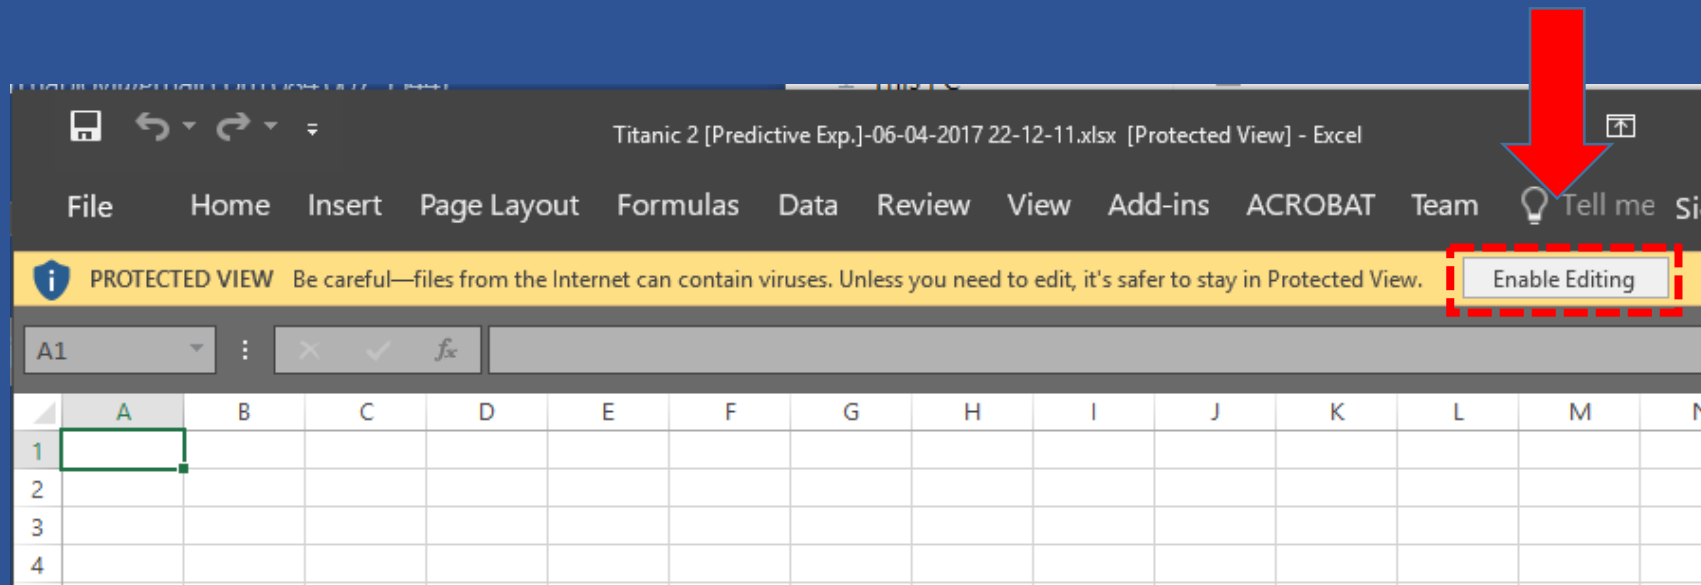 Titanic 2 [Predictive Exp.]-06-04-2017 22-12-11.xlsx [Protected View] - Excel
File Home Insert Page Layout Formulas Data Review View Add-ins ACROBAT Team Tell me
PROTECTED VIEW Be careful—files from the Internet can contain viruses. Unless you need to edit, it's safer to stay in Protected View. Enable Editing
A1 fx
A B C D E F G H I J K L M
1
2
3
4